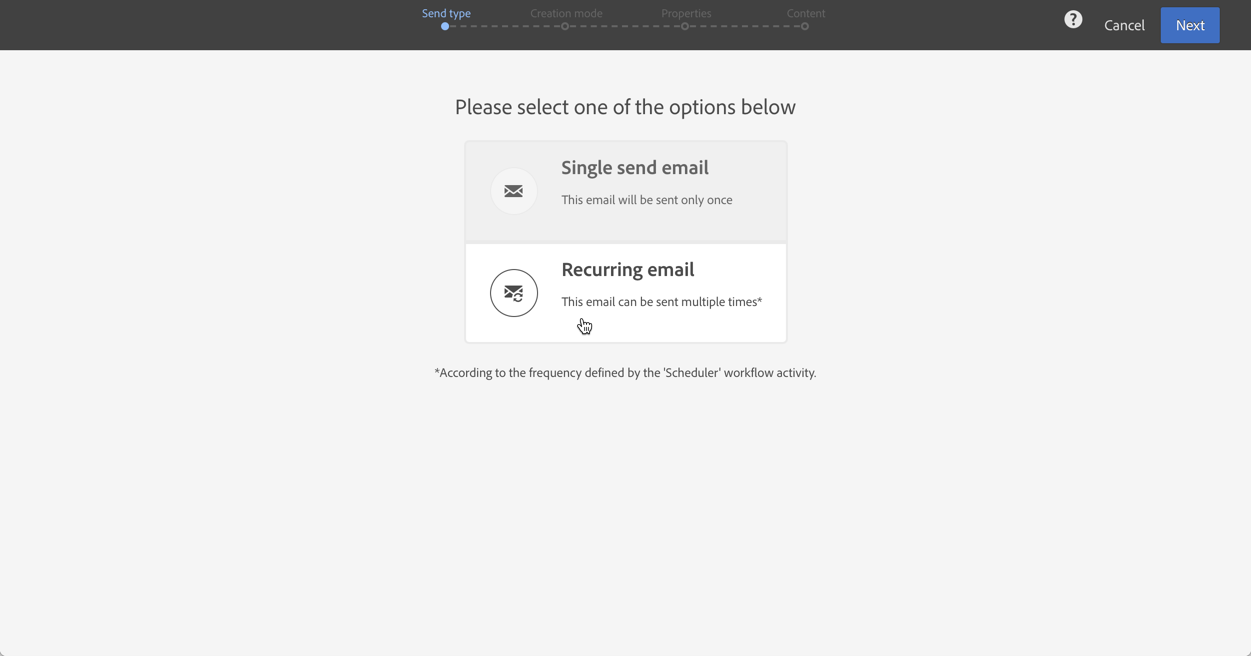 Send type Creation mode Properties Content
? Cancel Next
Please select one of the options below
Single send email
This email will be sent only once
Recurring email
This email can be sent multiple times*
*According to the frequency defined by the 'Scheduler' workflow activity.